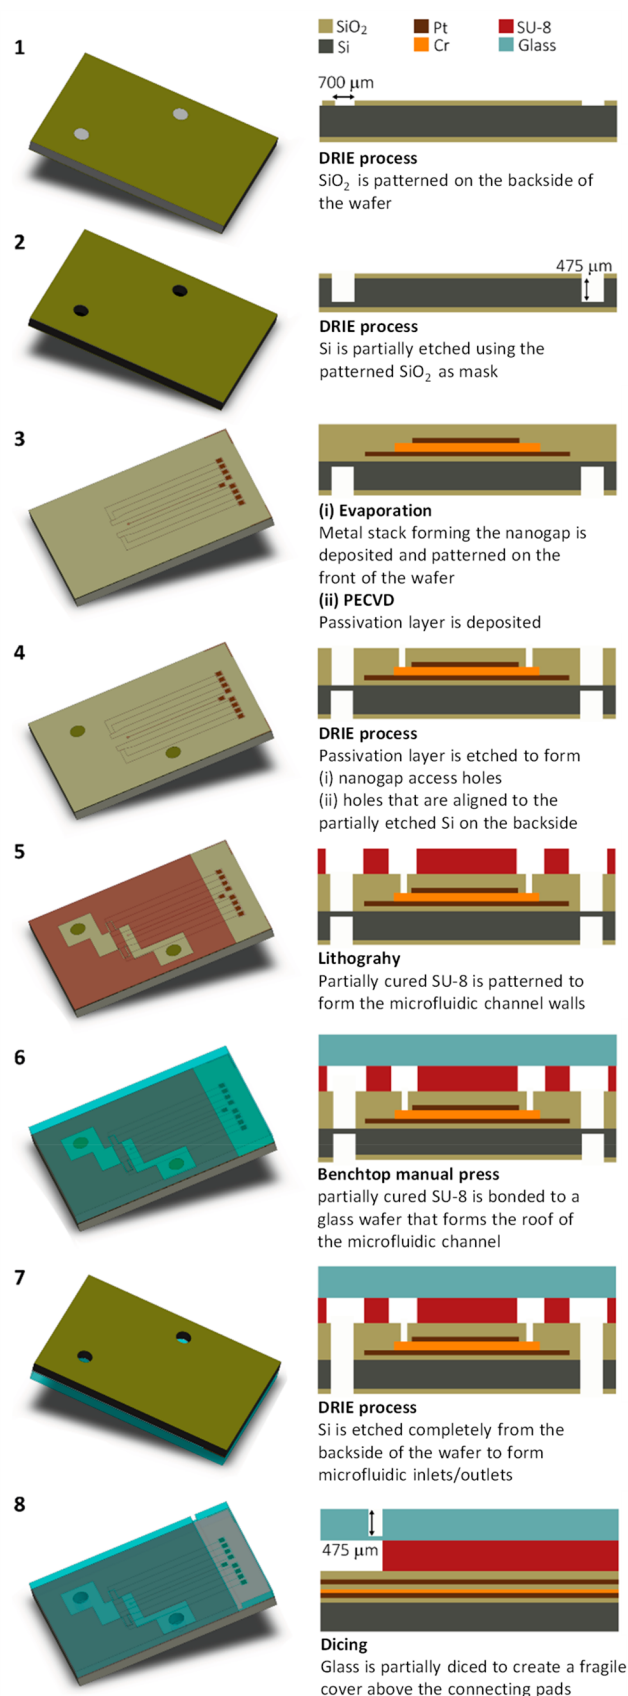 SiO2 Pt SU-8
Si Cr Glass
1
700 µm
DRIE process
SiO2 is patterned on the backside of
the wafer
2
475 µm
DRIE process
Si is partially etched using the
patterned SiO2 as mask
3
(i) Evaporation
Metal stack forming the nanogap is
deposited and patterned on the
front of the wafer
(ii) PECVD
Passivation layer is deposited
4
DRIE process
Passivation layer is etched to form
(i) nanogap access holes
(ii) holes that are aligned to the
partially etched Si on the backside
5
Lithograhy
Partially cured SU-8 is patterned to
form the microfluidic channel walls
6
Benchtop manual press
partially cured SU-8 is bonded to a
glass wafer that forms the roof of
the microfluidic channel
7
DRIE process
Si is etched completely from the
backside of the wafer to form
microfluidic inlets/outlets
8
475 µm
Dicing
Glass is partially diced to create a fragile
cover above the connecting pads